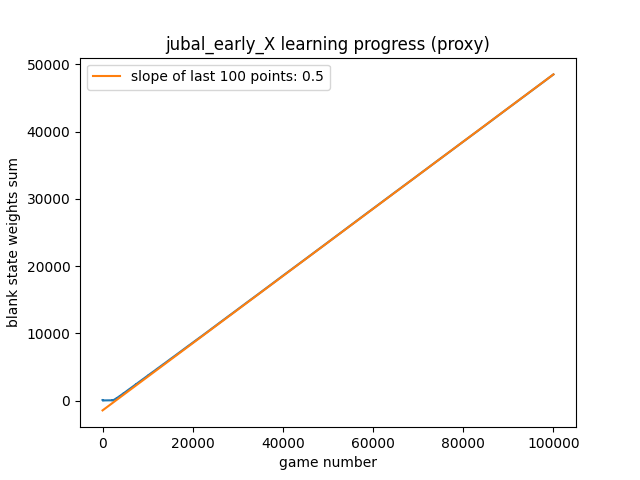 jubal_early_X learning progress (proxy)
slope of last 100 points: 0.5
50000
40000
30000
20000
10000
0
blank state weights sum
0 20000 40000 60000 80000 100000
game number